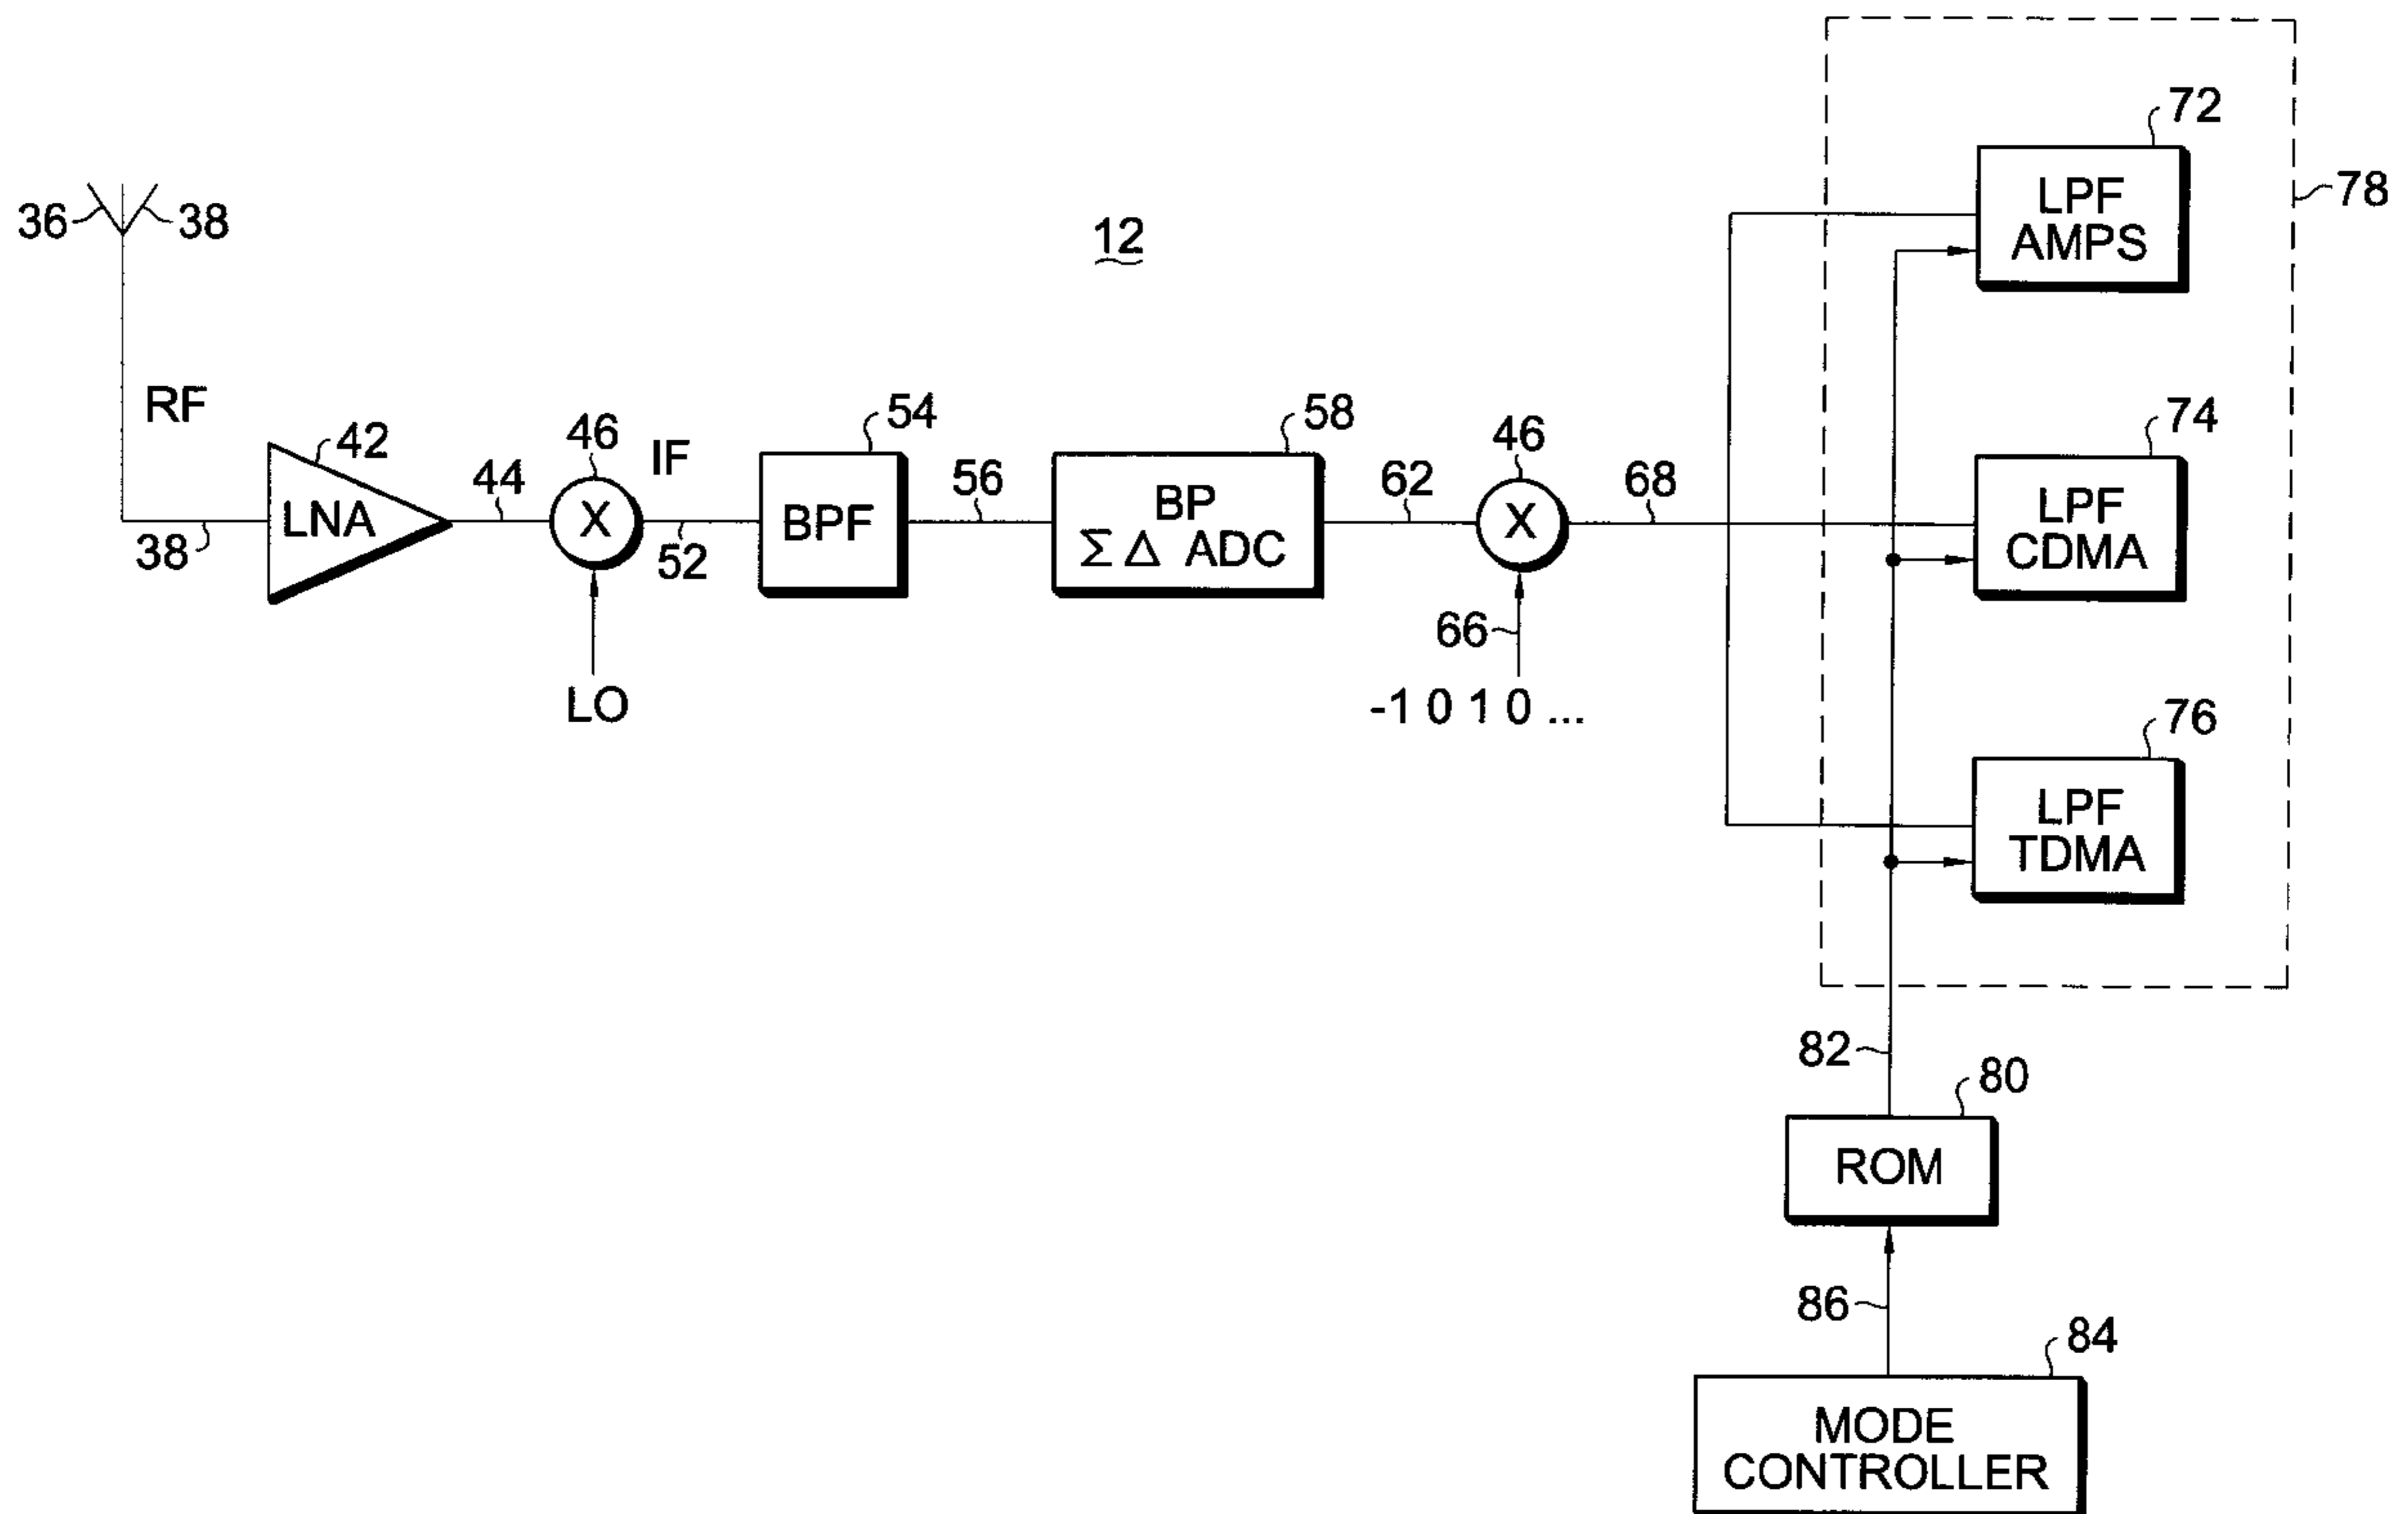 72
LPF
AMPS
78
36
38
12
RF
42
LNA
38
44
46
X
IF
52
LO
54
BPF
56
58
BP
ΣΔ ADC
62
46
X
66
-1 0 1 0 ...
68
74
LPF
CDMA
76
LPF
TDMA
82
80
ROM
86
84
MODE
CONTROLLER